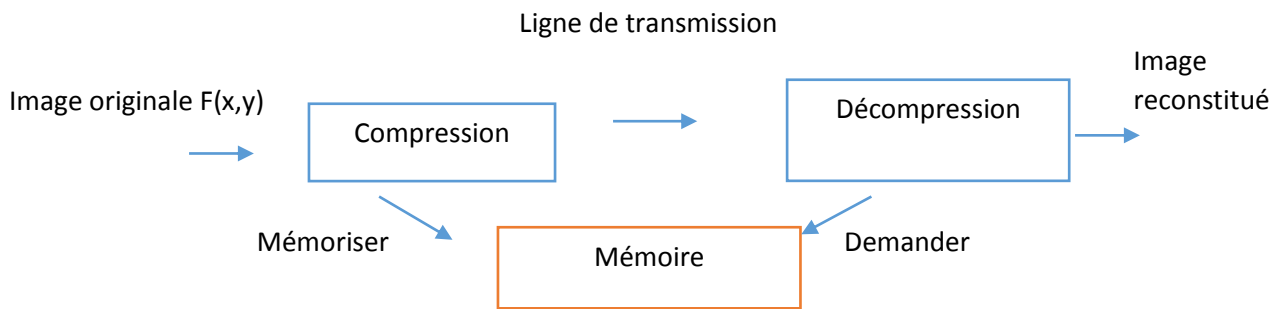 Ligne de transmission
Image originale F(x,y)
Compression
Décompression
Image
reconstitué
Mémoriser
Mémoire
Demander